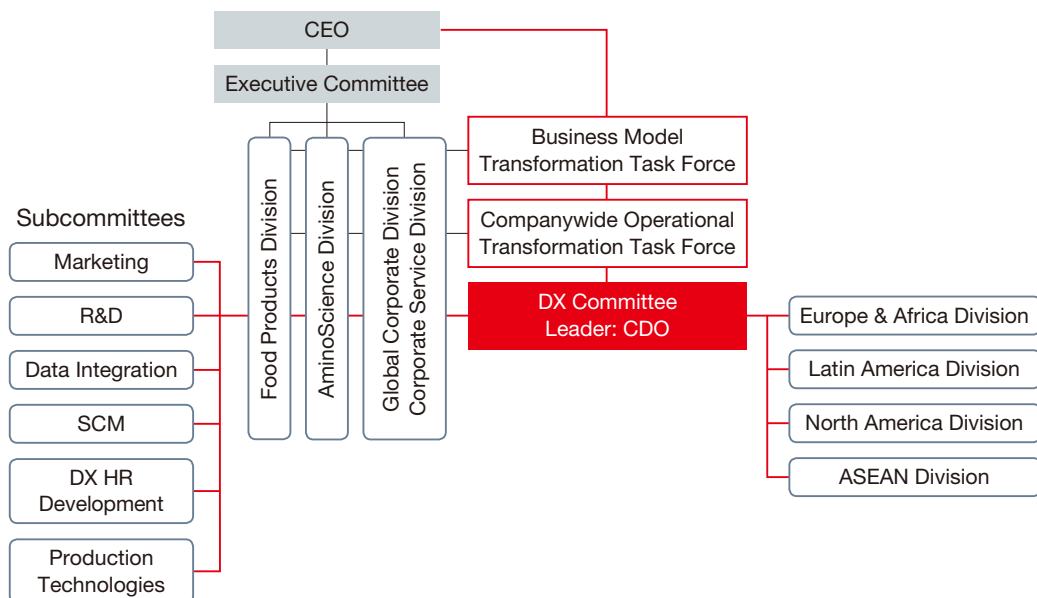 CEO
Executive Committee
Business Model
Transformation Task Force
Companywide Operational
Transformation Task Force
DX Committee
Leader: CDO
Food Products Division
AminoScience Division
Global Corporate Division
Corporate Service Division
Subcommittees
Marketing
R&D
Data Integration
SCM
DX HR
Development
Production
Technologies
Europe & Africa Division
Latin America Division
North America Division
ASEAN Division